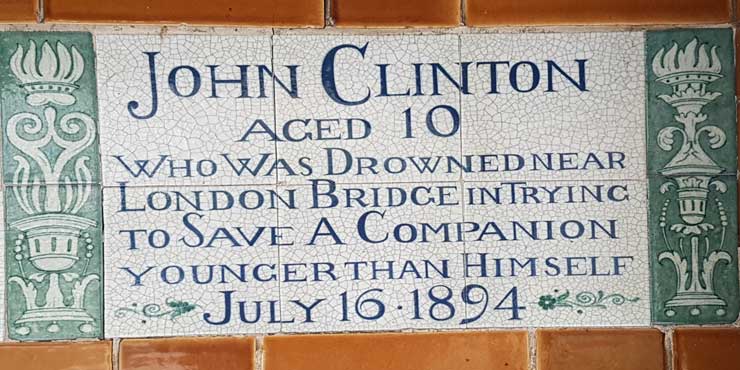 JOHN CLINTON
AGED 10
WHO WAS DROWNED NEAR
LONDON BRIDGE IN TRYING
TO SAVE A COMPANION
YOUNGER THAN HIMSELF
JULY 16 · 1894